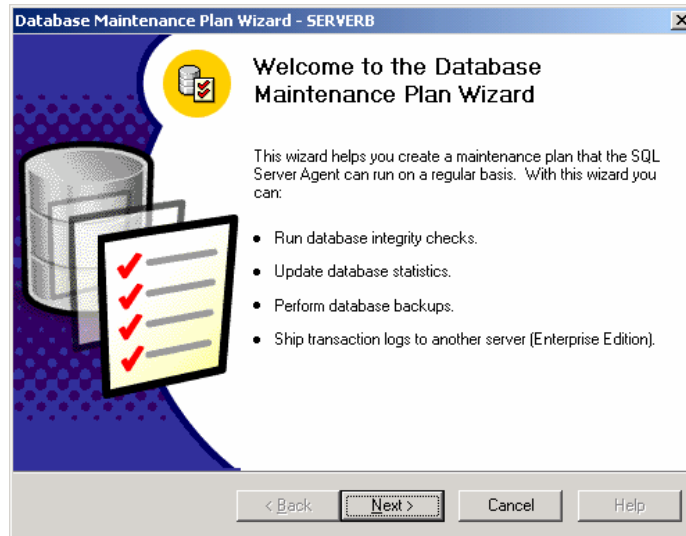 Database Maintenance Plan Wizard - SERVERB
Welcome to the Database
Maintenance Plan Wizard
This wizard helps you create a maintenance plan that the SQL
Server Agent can run on a regular basis.  With this wizard you
can:
• Run database integrity checks.
• Update database statistics.
• Perform database backups.
• Ship transaction logs to another server (Enterprise Edition).
< Back
Next >
Cancel
Help